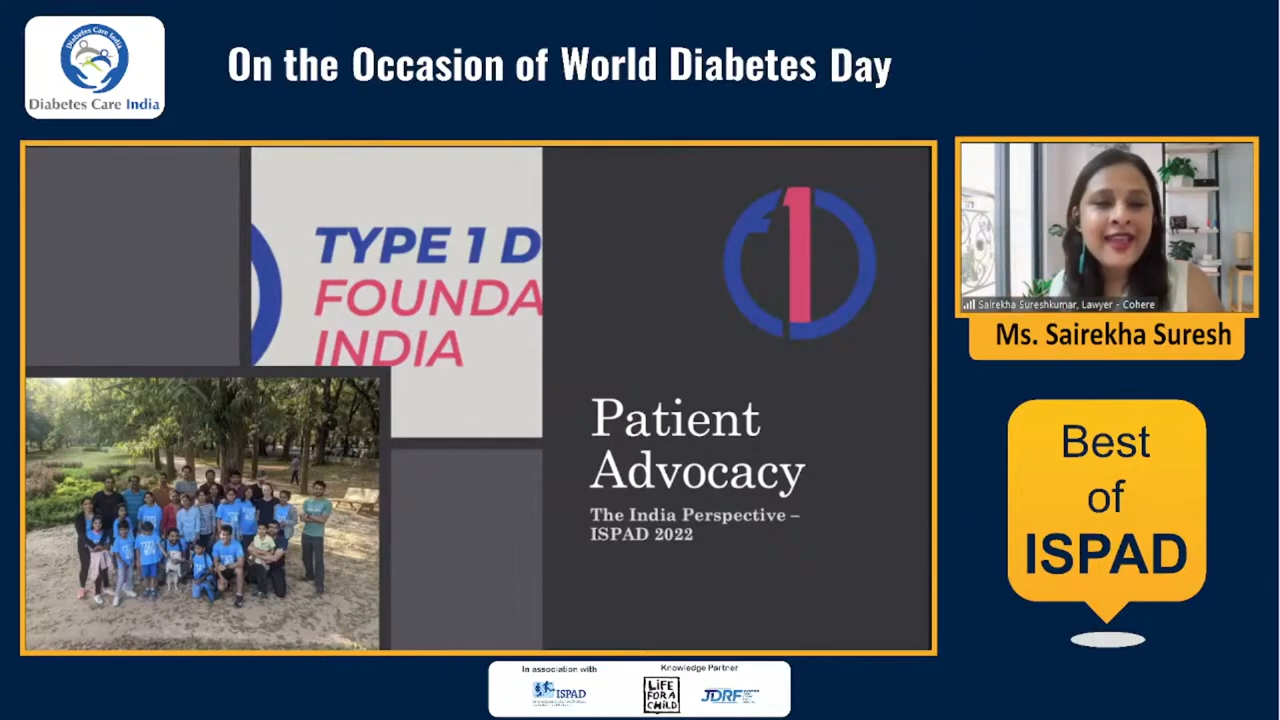 Diabetes Care India
Diabetes Care India
On the Occasion of World Diabetes Day
TYPE 1 D
FOUNDA
INDIA
1
Patient
Advocacy
The India Perspective –
ISPAD 2022
Sairekha Sureshkumar, Lawyer - Cohere
Ms. Sairekha Suresh
Best
of
ISPAD
In association with
ISPAD
Knowledge Partner
LiFE
FOR A
CHiLD
JDRF